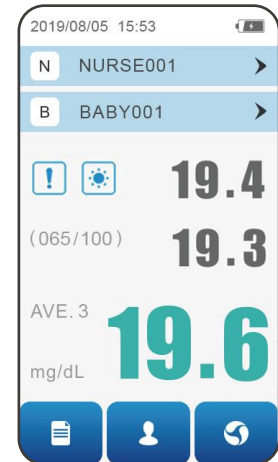 2019/08/05 15:53
N NURSE001
B BABY001
! 19.4
(065/100) 19.3
AVE.3 19.6
mg/dL